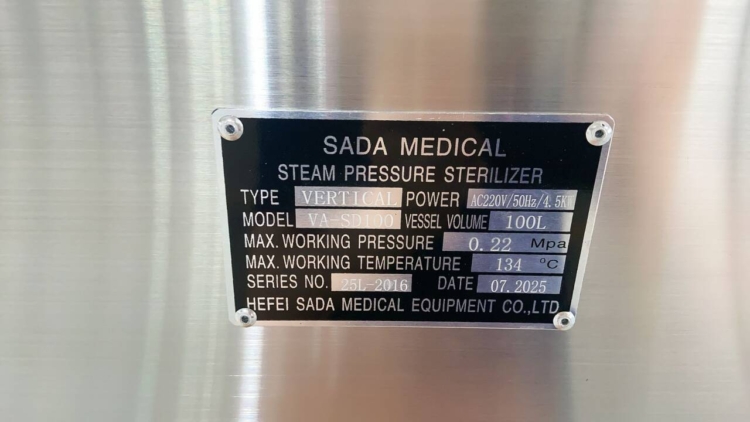 SADA MEDICAL
STEAM PRESSURE STERILIZER
TYPE VERTICAL POWER AC220V/50Hz/4.5KW
MODEL VA-SD100 VESSEL VOLUME 100L
MAX. WORKING PRESSURE 0.22 Mpa
MAX. WORKING TEMPERATURE 134 °C
SERIES NO. 25L-2016 DATE 07.2025
HEFEI SADA MEDICAL EQUIPMENT CO.,LTD